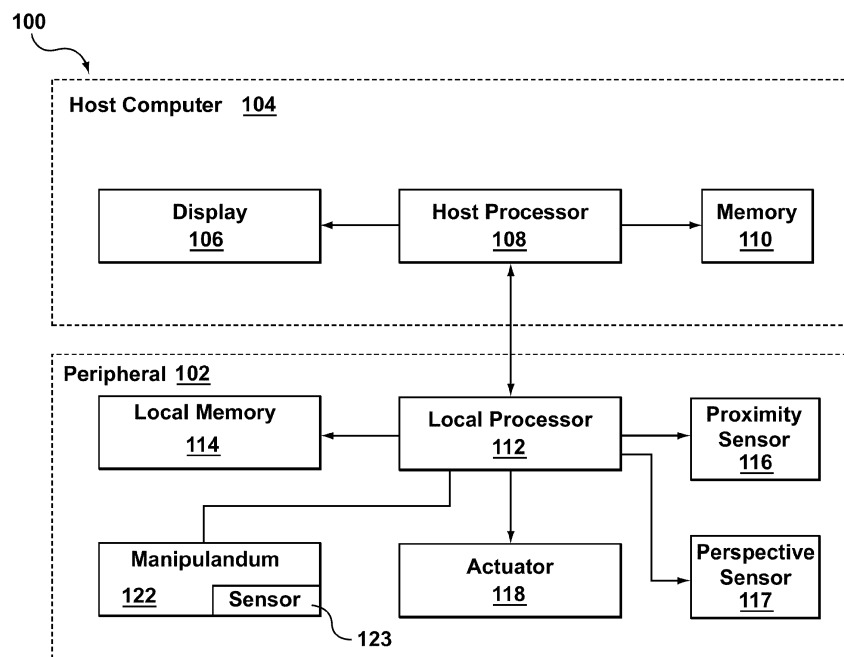 100
Host Computer 104
Display
106
Host Processor
108
Memory
110
Peripheral 102
Local Memory
114
Local Processor
112
Proximity
Sensor
116
Manipulandum
122
Sensor
123
Actuator
118
Perspective
Sensor
117